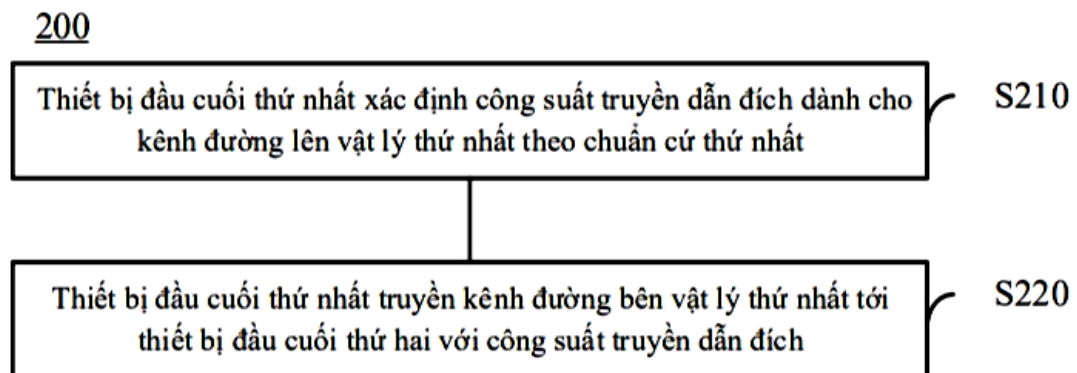 200
Thiết bị đầu cuối thứ nhất xác định công suất truyền dẫn đích dành cho
kênh đường lên vật lý thứ nhất theo chuẩn cứ thứ nhất
S210
Thiết bị đầu cuối thứ nhất truyền kênh đường bên vật lý thứ nhất tới
thiết bị đầu cuối thứ hai với công suất truyền dẫn đích
S220